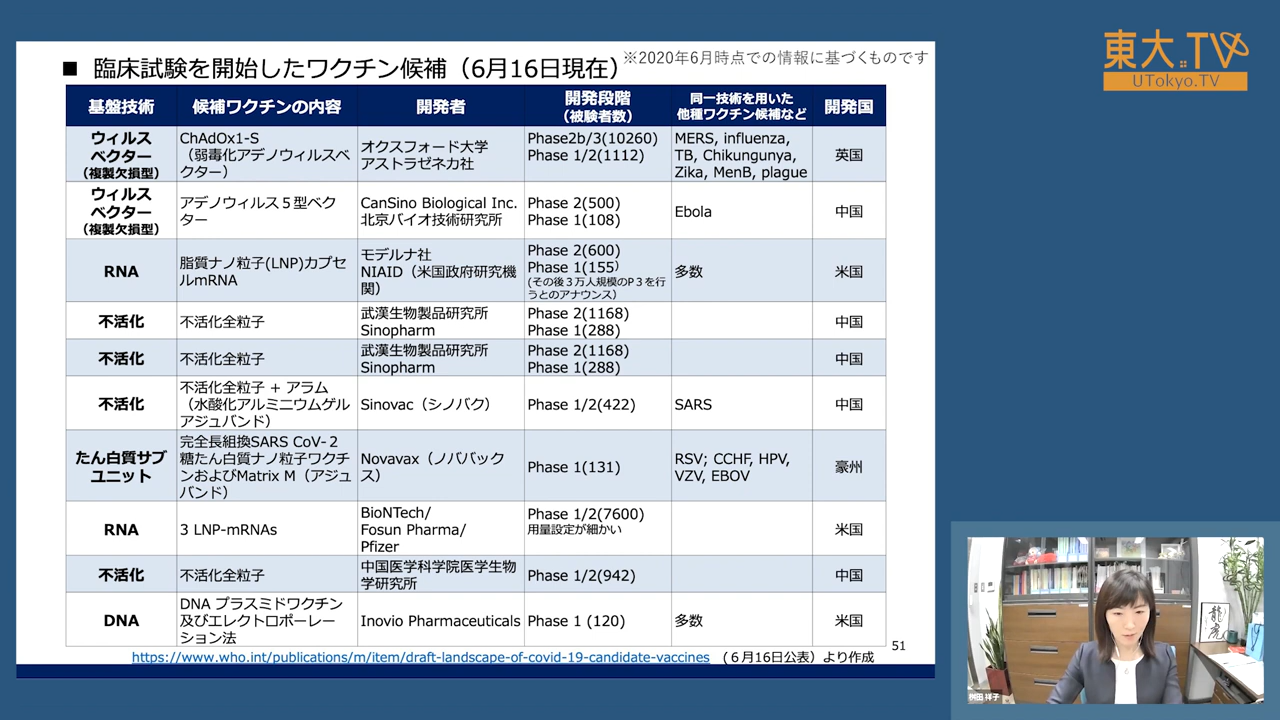 東大.TV
UTokyo.TV
■ 臨床試験を開始したワクチン候補（6月16日現在）
※2020年6月時点での情報に基づくものです
基盤技術
候補ワクチンの内容
開発者
開発段階
（被験者数）
同一技術を用いた
他種ワクチン候補など
開発国
ウィルス
ベクター
（複製欠損型）
ChAdOx1-S
（弱毒化アデノウィルスベ
クター）
オクスフォード大学
アストラゼネカ社
Phase2b/3(10260)
Phase 1/2(1112)
MERS, influenza,
TB, Chikungunya,
Zika, MenB, plague
英国
ウィルス
ベクター
（複製欠損型）
アデノウィルス５型ベク
ター
CanSino Biological Inc.
北京バイオ技術研究所
Phase 2(500)
Phase 1(108)
Ebola
中国
RNA
脂質ナノ粒子(LNP)カプセ
ルmRNA
モデルナ社
NIAID（米国政府研究機
関）
Phase 2(600)
Phase 1(155）
(その後３万人規模のP３を行
うとのアナウンス）
多数
米国
不活化
不活化全粒子
武漢生物製品研究所
Sinopharm
Phase 2(1168)
Phase 1(288)
中国
不活化
不活化全粒子
武漢生物製品研究所
Sinopharm
Phase 2(1168)
Phase 1(288)
中国
不活化
不活化全粒子 + アラム
（水酸化アルミニウムゲル
アジュバンド）
Sinovac（シノバク）
Phase 1/2(422)
SARS
中国
たん白質サブ
ユニット
完全長組換SARS CoV-２
糖たん白質ナノ粒子ワクチ
ンおよびMatrix M（アジュ
バンド）
Novavax（ノババック
ス）
Phase 1(131)
RSV; CCHF, HPV,
VZV, EBOV
豪州
RNA
3 LNP-mRNAs
BioNTech/
Fosun Pharma/
Pfizer
Phase 1/2(7600)
用量設定が細かい
米国
不活化
不活化全粒子
中国医学科学院医学生物
学研究所
Phase 1/2(942)
中国
DNA
DNA プラスミドワクチン
及びエレクトロポーレー
ション法
Inovio Pharmaceuticals
Phase 1 (120)
多数
米国
https://www.who.int/publications/m/item/draft-landscape-of-covid-19-candidate-vaccines （６月16日公表）より作成
51
龍
虎
桝田 祥子